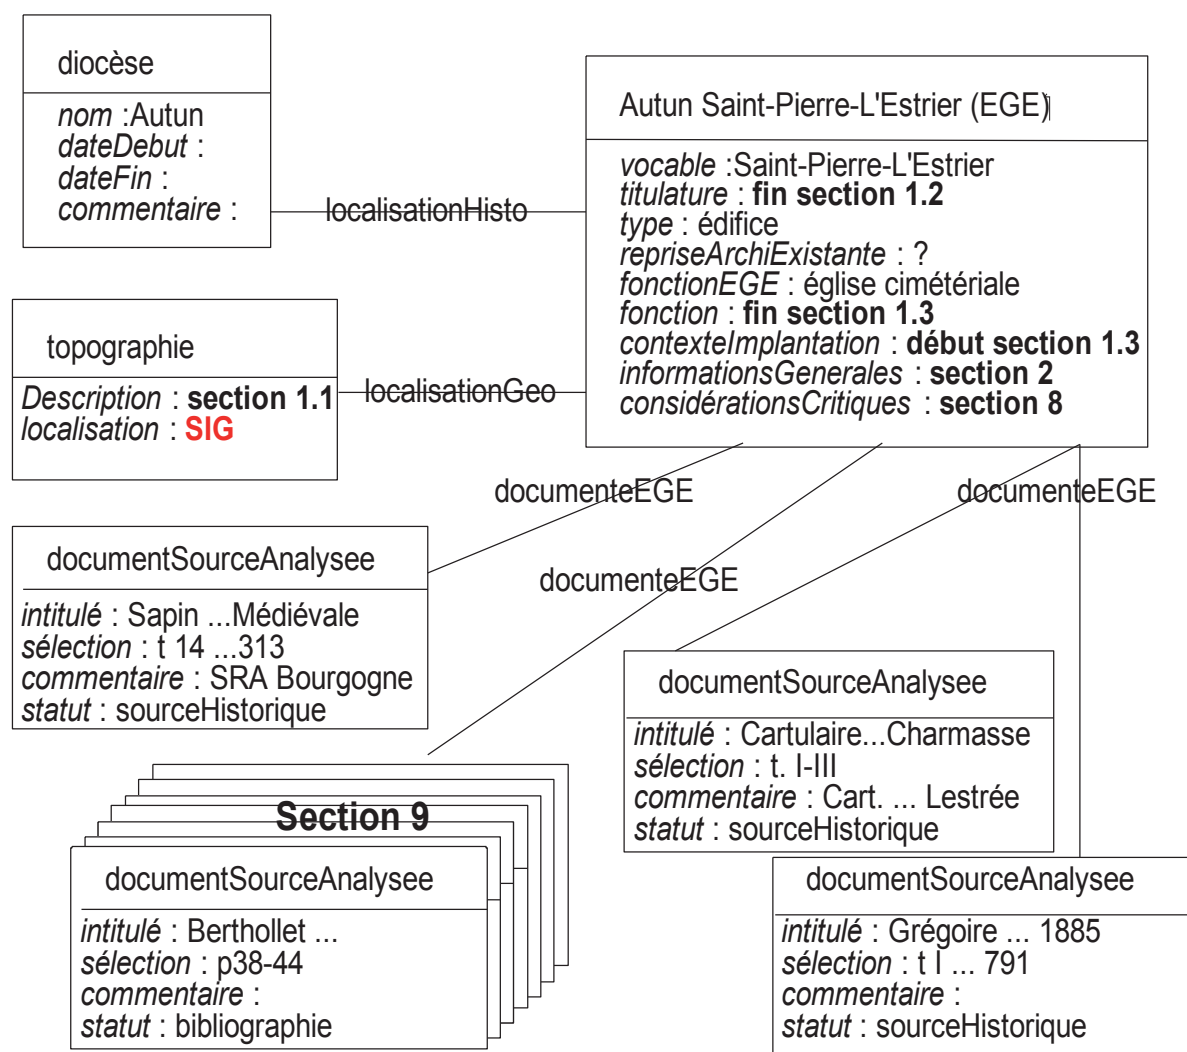 diocèse
nom :Autun
dateDebut :
dateFin :
commentaire :
localisationHisto
Autun Saint-Pierre-L'Estrier (EGE)
vocable :Saint-Pierre-L'Estrier
titulature : fin section 1.2
type : édifice
repriseArchiExistante : ?
fonctionEGE : église cimétériale
fonction : fin section 1.3
contexteImplantation : début section 1.3
informationsGenerales : section 2
considérationsCritiques : section 8
topographie
Description : section 1.1
localisation : SIG
localisationGeo
documenteEGE
documenteEGE
documenteEGE
documentSourceAnalysee
intitulé : Sapin ...Médiévale
sélection : t 14 ...313
commentaire : SRA Bourgogne
statut : sourceHistorique
documentSourceAnalysee
intitulé : Cartulaire...Charmasse
sélection : t. I-III
commentaire : Cart. ... Lestrée
statut : sourceHistorique
Section 9
documentSourceAnalysee
intitulé : Berthollet ...
sélection : p38-44
commentaire :
statut : bibliographie
documentSourceAnalysee
intitulé : Grégoire ... 1885
sélection : t I ... 791
commentaire :
statut : sourceHistorique